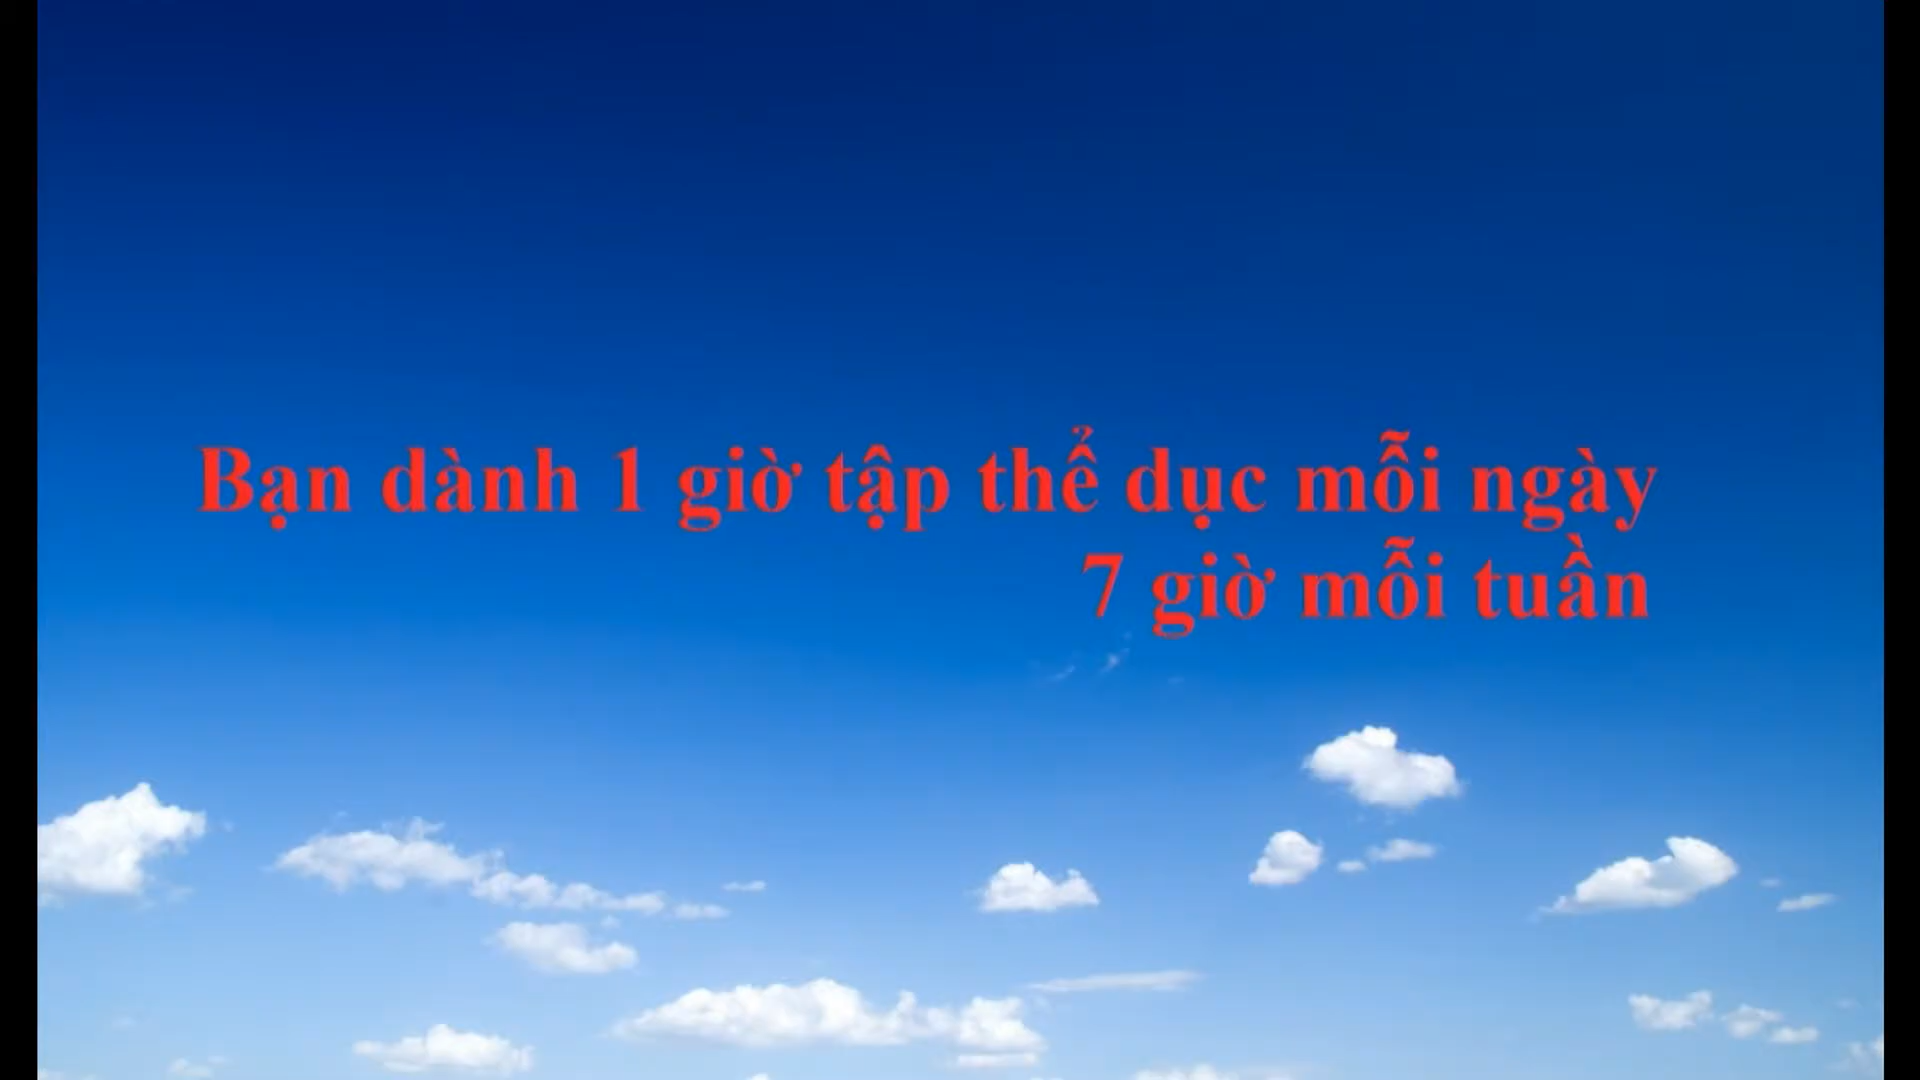 Bạn dành 1 giờ tập thể dục mỗi ngày
7 giờ mỗi tuần